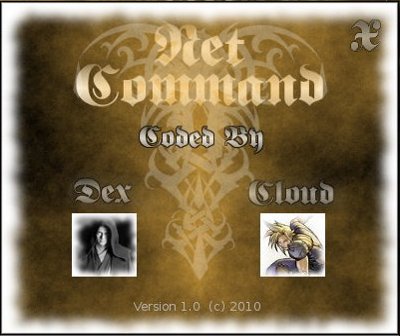 X
Net
Command
Coded By
Dex Cloud
Version 1.0 (c) 2010